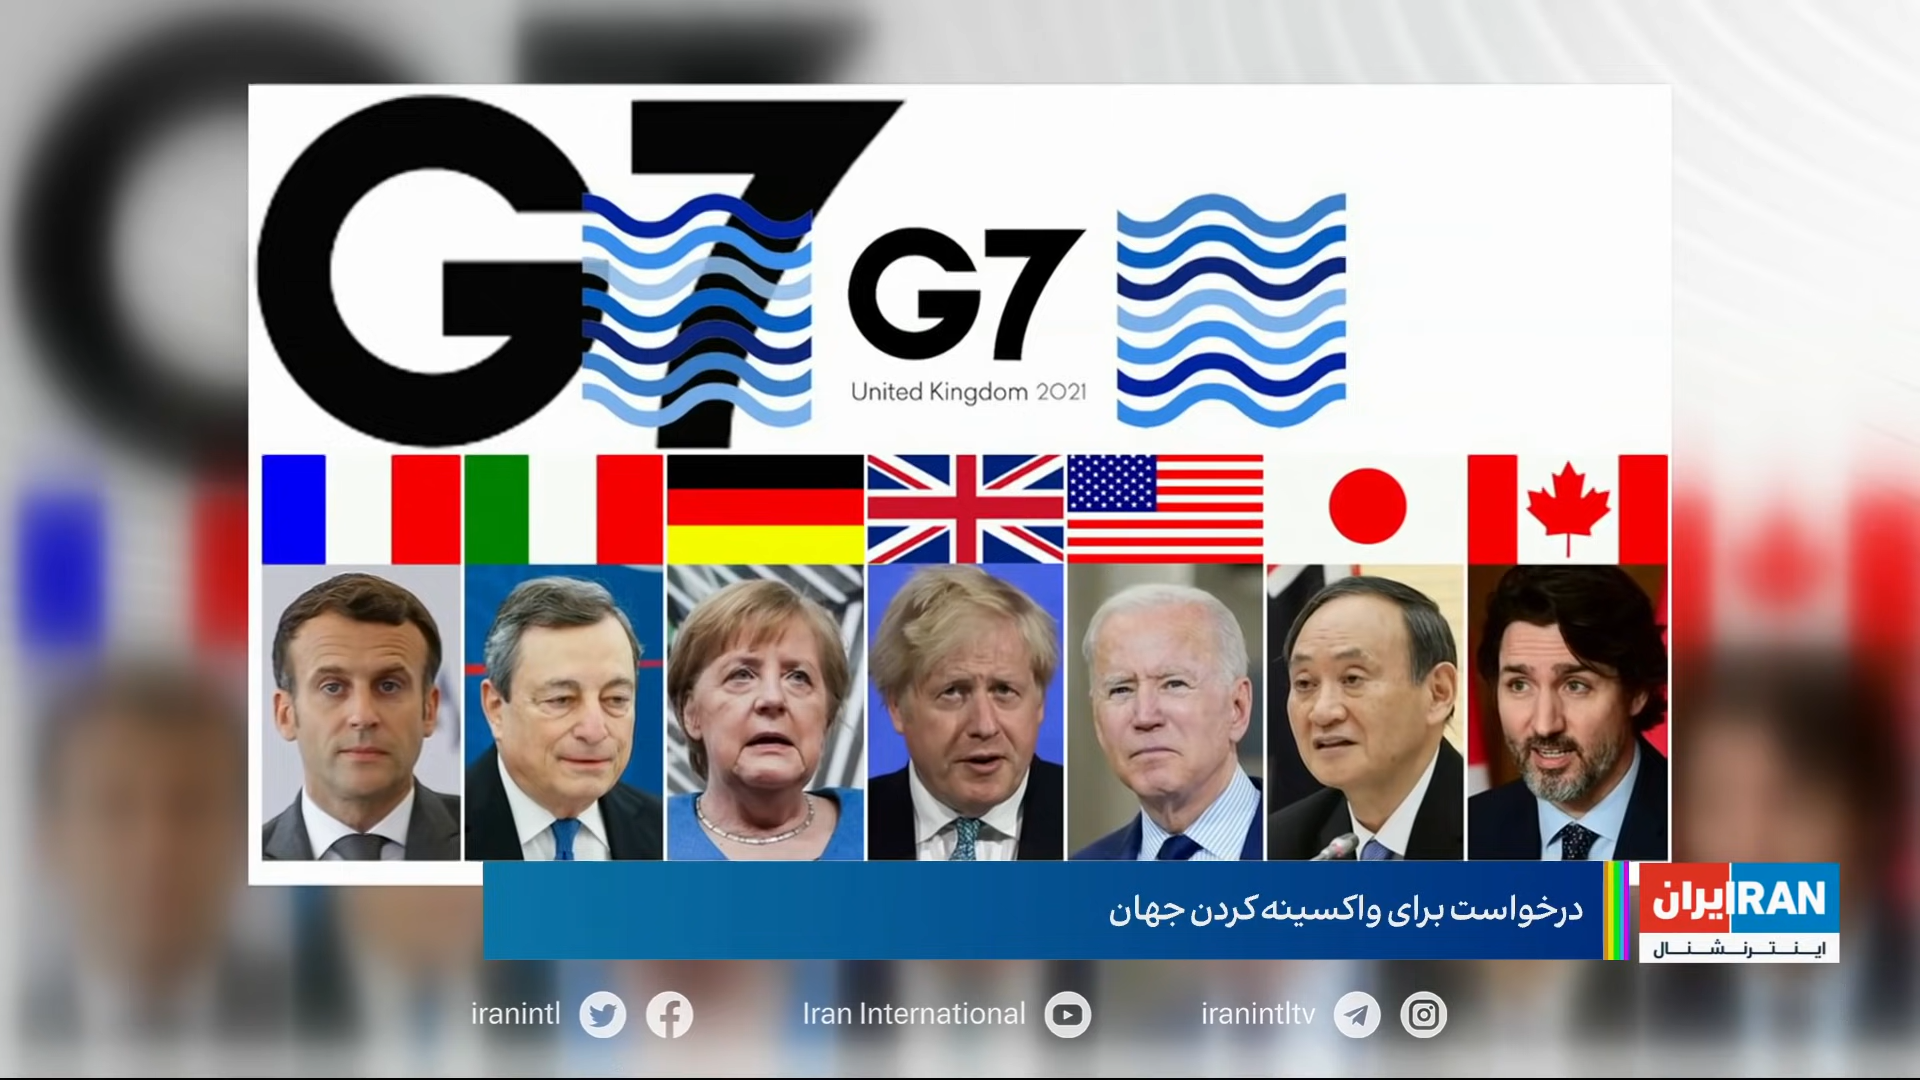 G7
G7
United Kingdom 2021
درخواست برای واکسینه کردن جهان
ایران IRAN
اینترنشنال
iranintl
Iran International
iranintltv